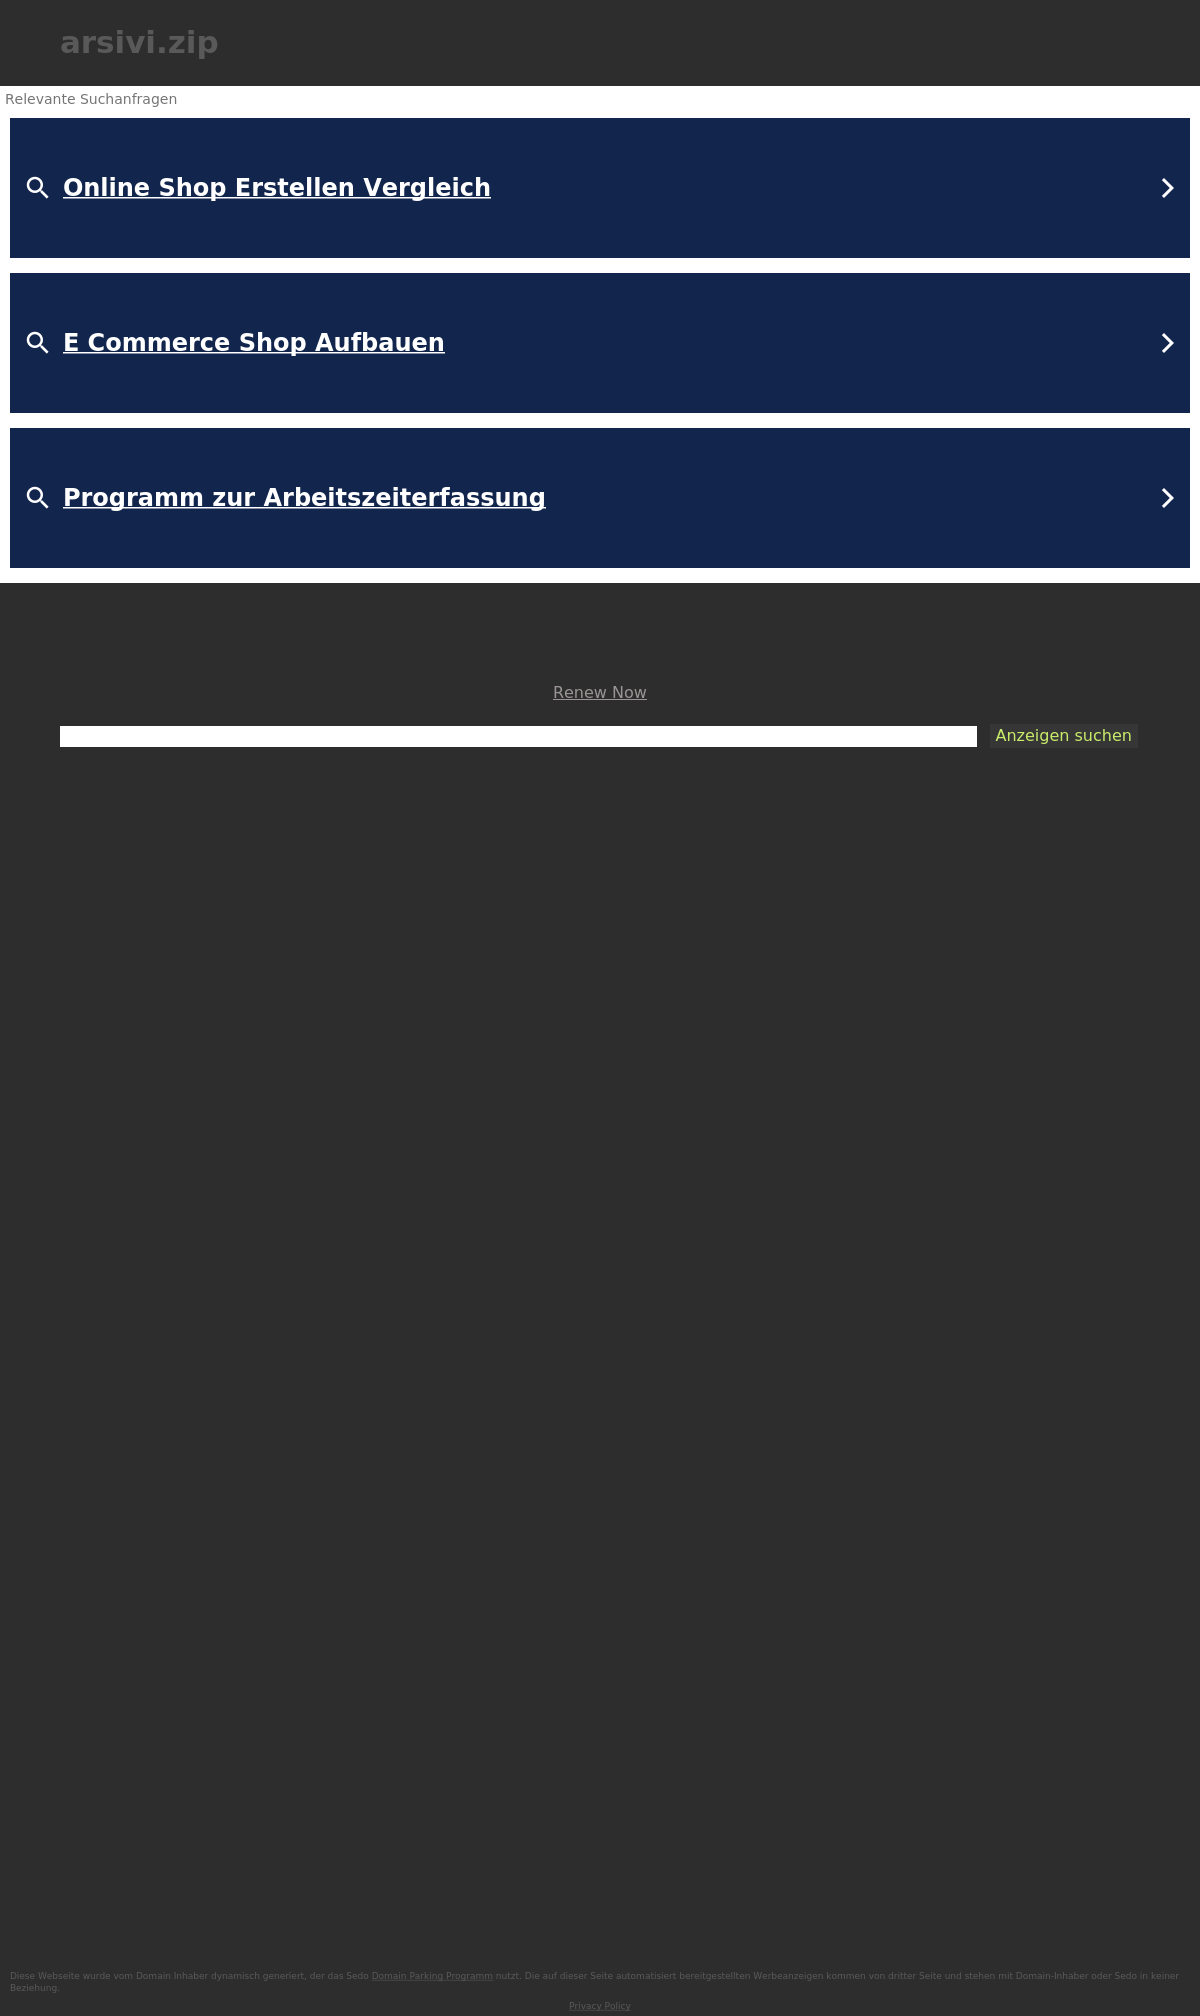 arsivi.zip
Relevante Suchanfragen
Online Shop Erstellen Vergleich
E Commerce Shop Aufbauen
Programm zur Arbeitszeiterfassung
Renew Now
Anzeigen suchen
Diese Webseite wurde vom Domain Inhaber dynamisch generiert, der das Sedo Domain Parking Programm nutzt. Die auf dieser Seite automatisiert bereitgestellten Werbeanzeigen kommen von dritter Seite und stehen mit Domain-Inhaber oder Sedo in keiner
Beziehung.
Privacy Policy